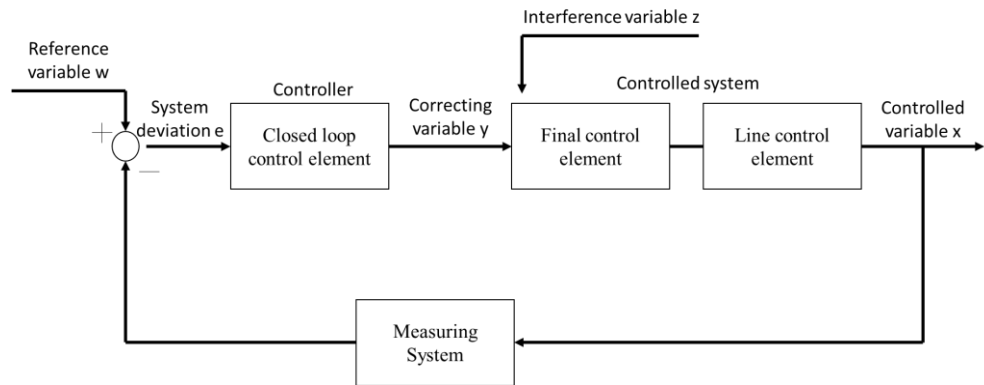 Interference variable z
Reference
variable w
Controller
Controlled system
System
deviation e
Correcting
variable y
Controlled
variable x
+
Closed loop
control element
Final control
element
Line control
element
—
Measuring
System